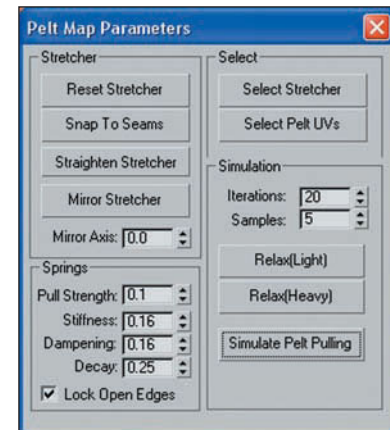 Pelt Map Parameters
Stretcher
Reset Stretcher
Snap To Seams
Straighten Stretcher
Mirror Stretcher
Mirror Axis: 0.0
Springs
Pull Strength: 0.1
Stiffness: 0.16
Dampening: 0.16
Decay: 0.25
Lock Open Edges
Select
Select Stretcher
Select Pelt UVs
Simulation
Iterations: 20
Samples: 5
Relax(Light)
Relax(Heavy)
Simulate Pelt Pulling